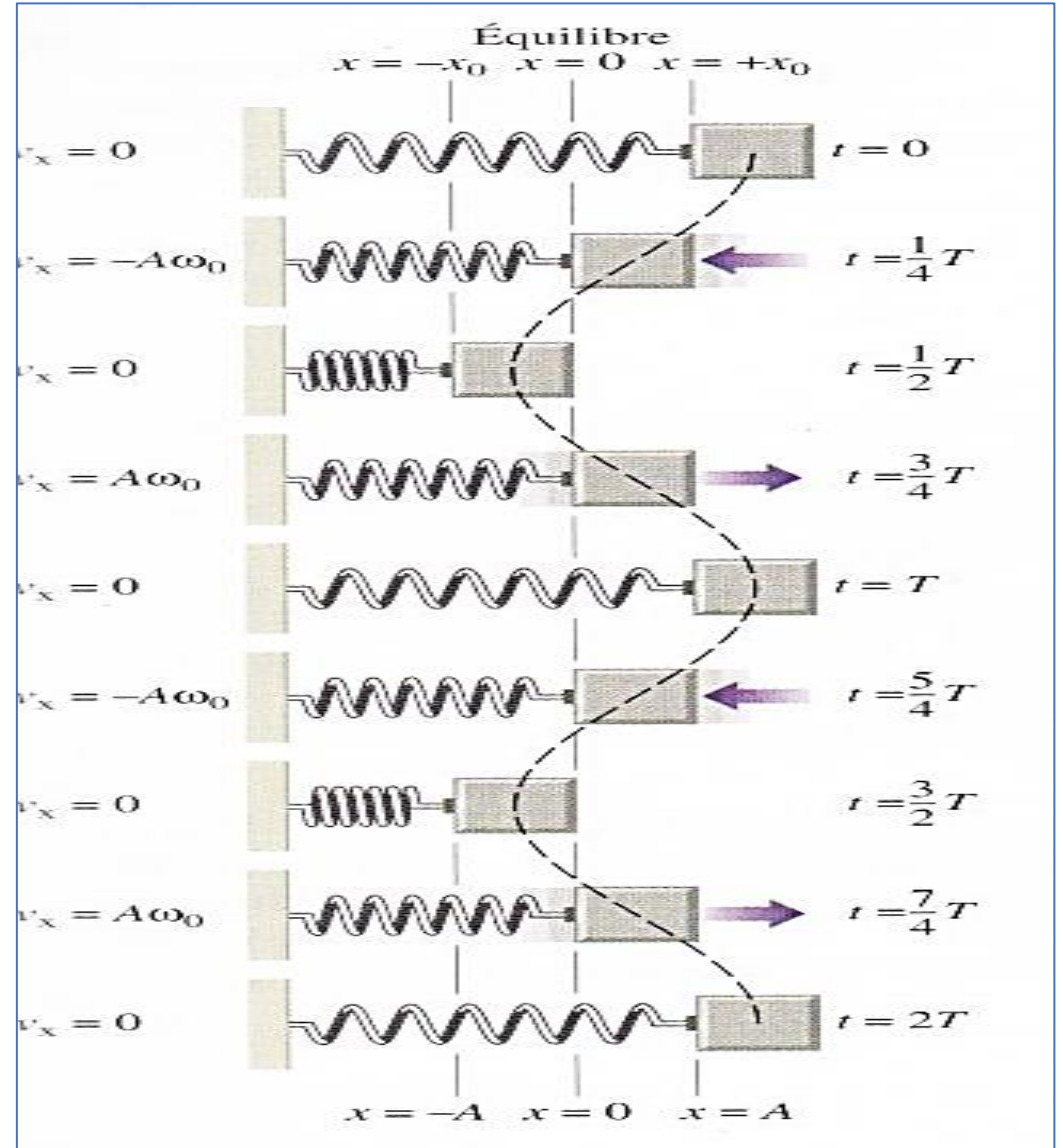 Équilibre
x = −x₀ x = 0 x = +x₀
vₓ = 0 t = 0
vₓ = −Aω₀ t = 1/4 T
vₓ = 0 t = 1/2 T
vₓ = Aω₀ t = 3/4 T
vₓ = 0 t = T
vₓ = −Aω₀ t = 5/4 T
vₓ = 0 t = 3/2 T
vₓ = Aω₀ t = 7/4 T
vₓ = 0 t = 2T
x = −A x = 0 x = A